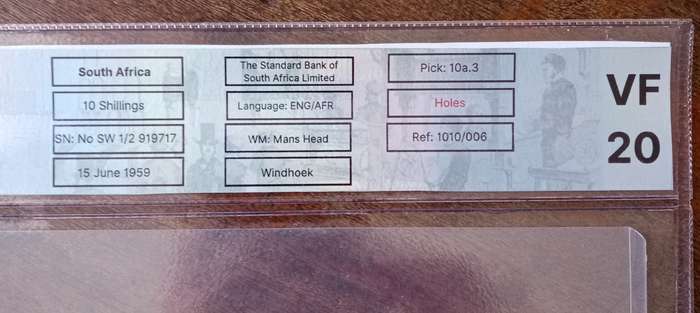 South Africa
10 Shillings
SN: No SW 1/2 919717
15 June 1959
The Standard Bank of
South Africa Limited
Language: ENG/AFR
WM: Mans Head
Windhoek
Pick: 10a.3
Holes
Ref: 1010/006
VF
20